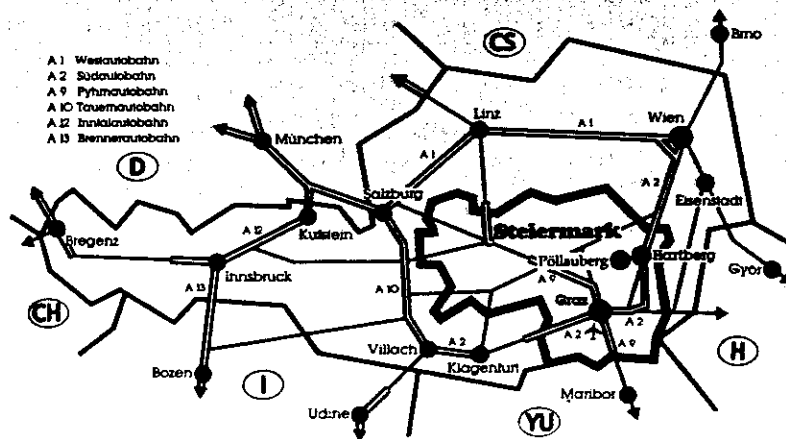 A 1 Westautobahn
A 2 Südautobahn
A 9 Pyhrnautobahn
A 10 Tauernautobahn
A 12 Inntalautobahn
A 13 Brennerautobahn
CS
Brno
Linz
A 1
Wien
München
A 1
D
A 2
Eisenstadt
Salzburg
Steiermark
Bregenz
A 12
Kufstein
Pöllauberg
Hartberg
Innsbruck
Györ
A 13
A 10
A 9
CH
Graz
A 2
Villach
A 2
A 2
A 9
H
Klagenfurt
Bozen
I
Maribor
Udine
YU